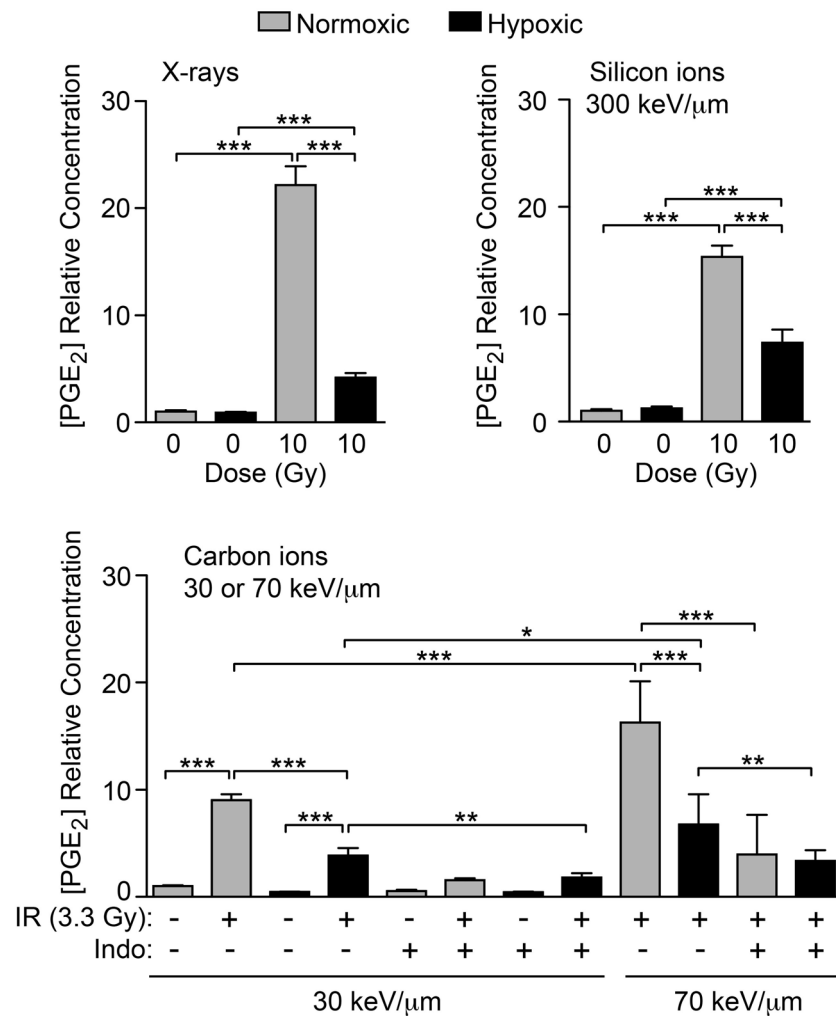 Normoxic Hypoxic
X-rays
[PGE2] Relative Concentration
30
20
10
0
***
***
***
0 0 10 10
Dose (Gy)
Silicon ions
300 keV/μm
[PGE2] Relative Concentration
30
20
10
0
***
***
***
0 0 10 10
Dose (Gy)
Carbon ions
30 or 70 keV/μm
[PGE2] Relative Concentration
30
20
10
0
***
*
***
***
***
***
**
***
**
IR (3.3 Gy): - + - + - + - + + + + +
Indo: - - - - + + + + - - + +
30 keV/μm 70 keV/μm